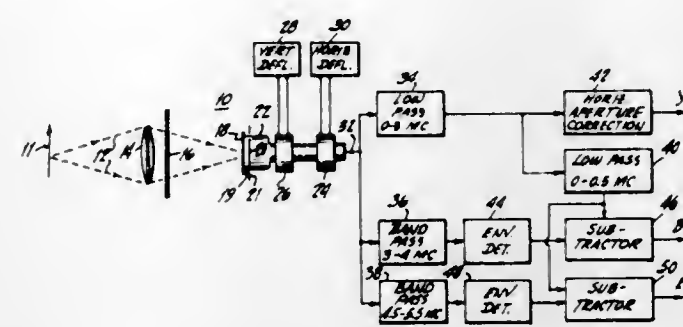 28
30
VERT
DEFL.
HORIZ
DEFL.
10
34
42
LOW
PASS
HORIZ
APERTURE
CORRECTION
Y
18
22
32
11
12
14
16
40
LOW PASS
0-0.5 MC
19
21
26
24
36
44
46
BAND
PASS
3-4 MC
ENV.
DET.
SUB-
TRACTOR
38
48
50
BAND
PASS
4.5-5.5 MC
ENV
DET.
SUB-
TRACTOR